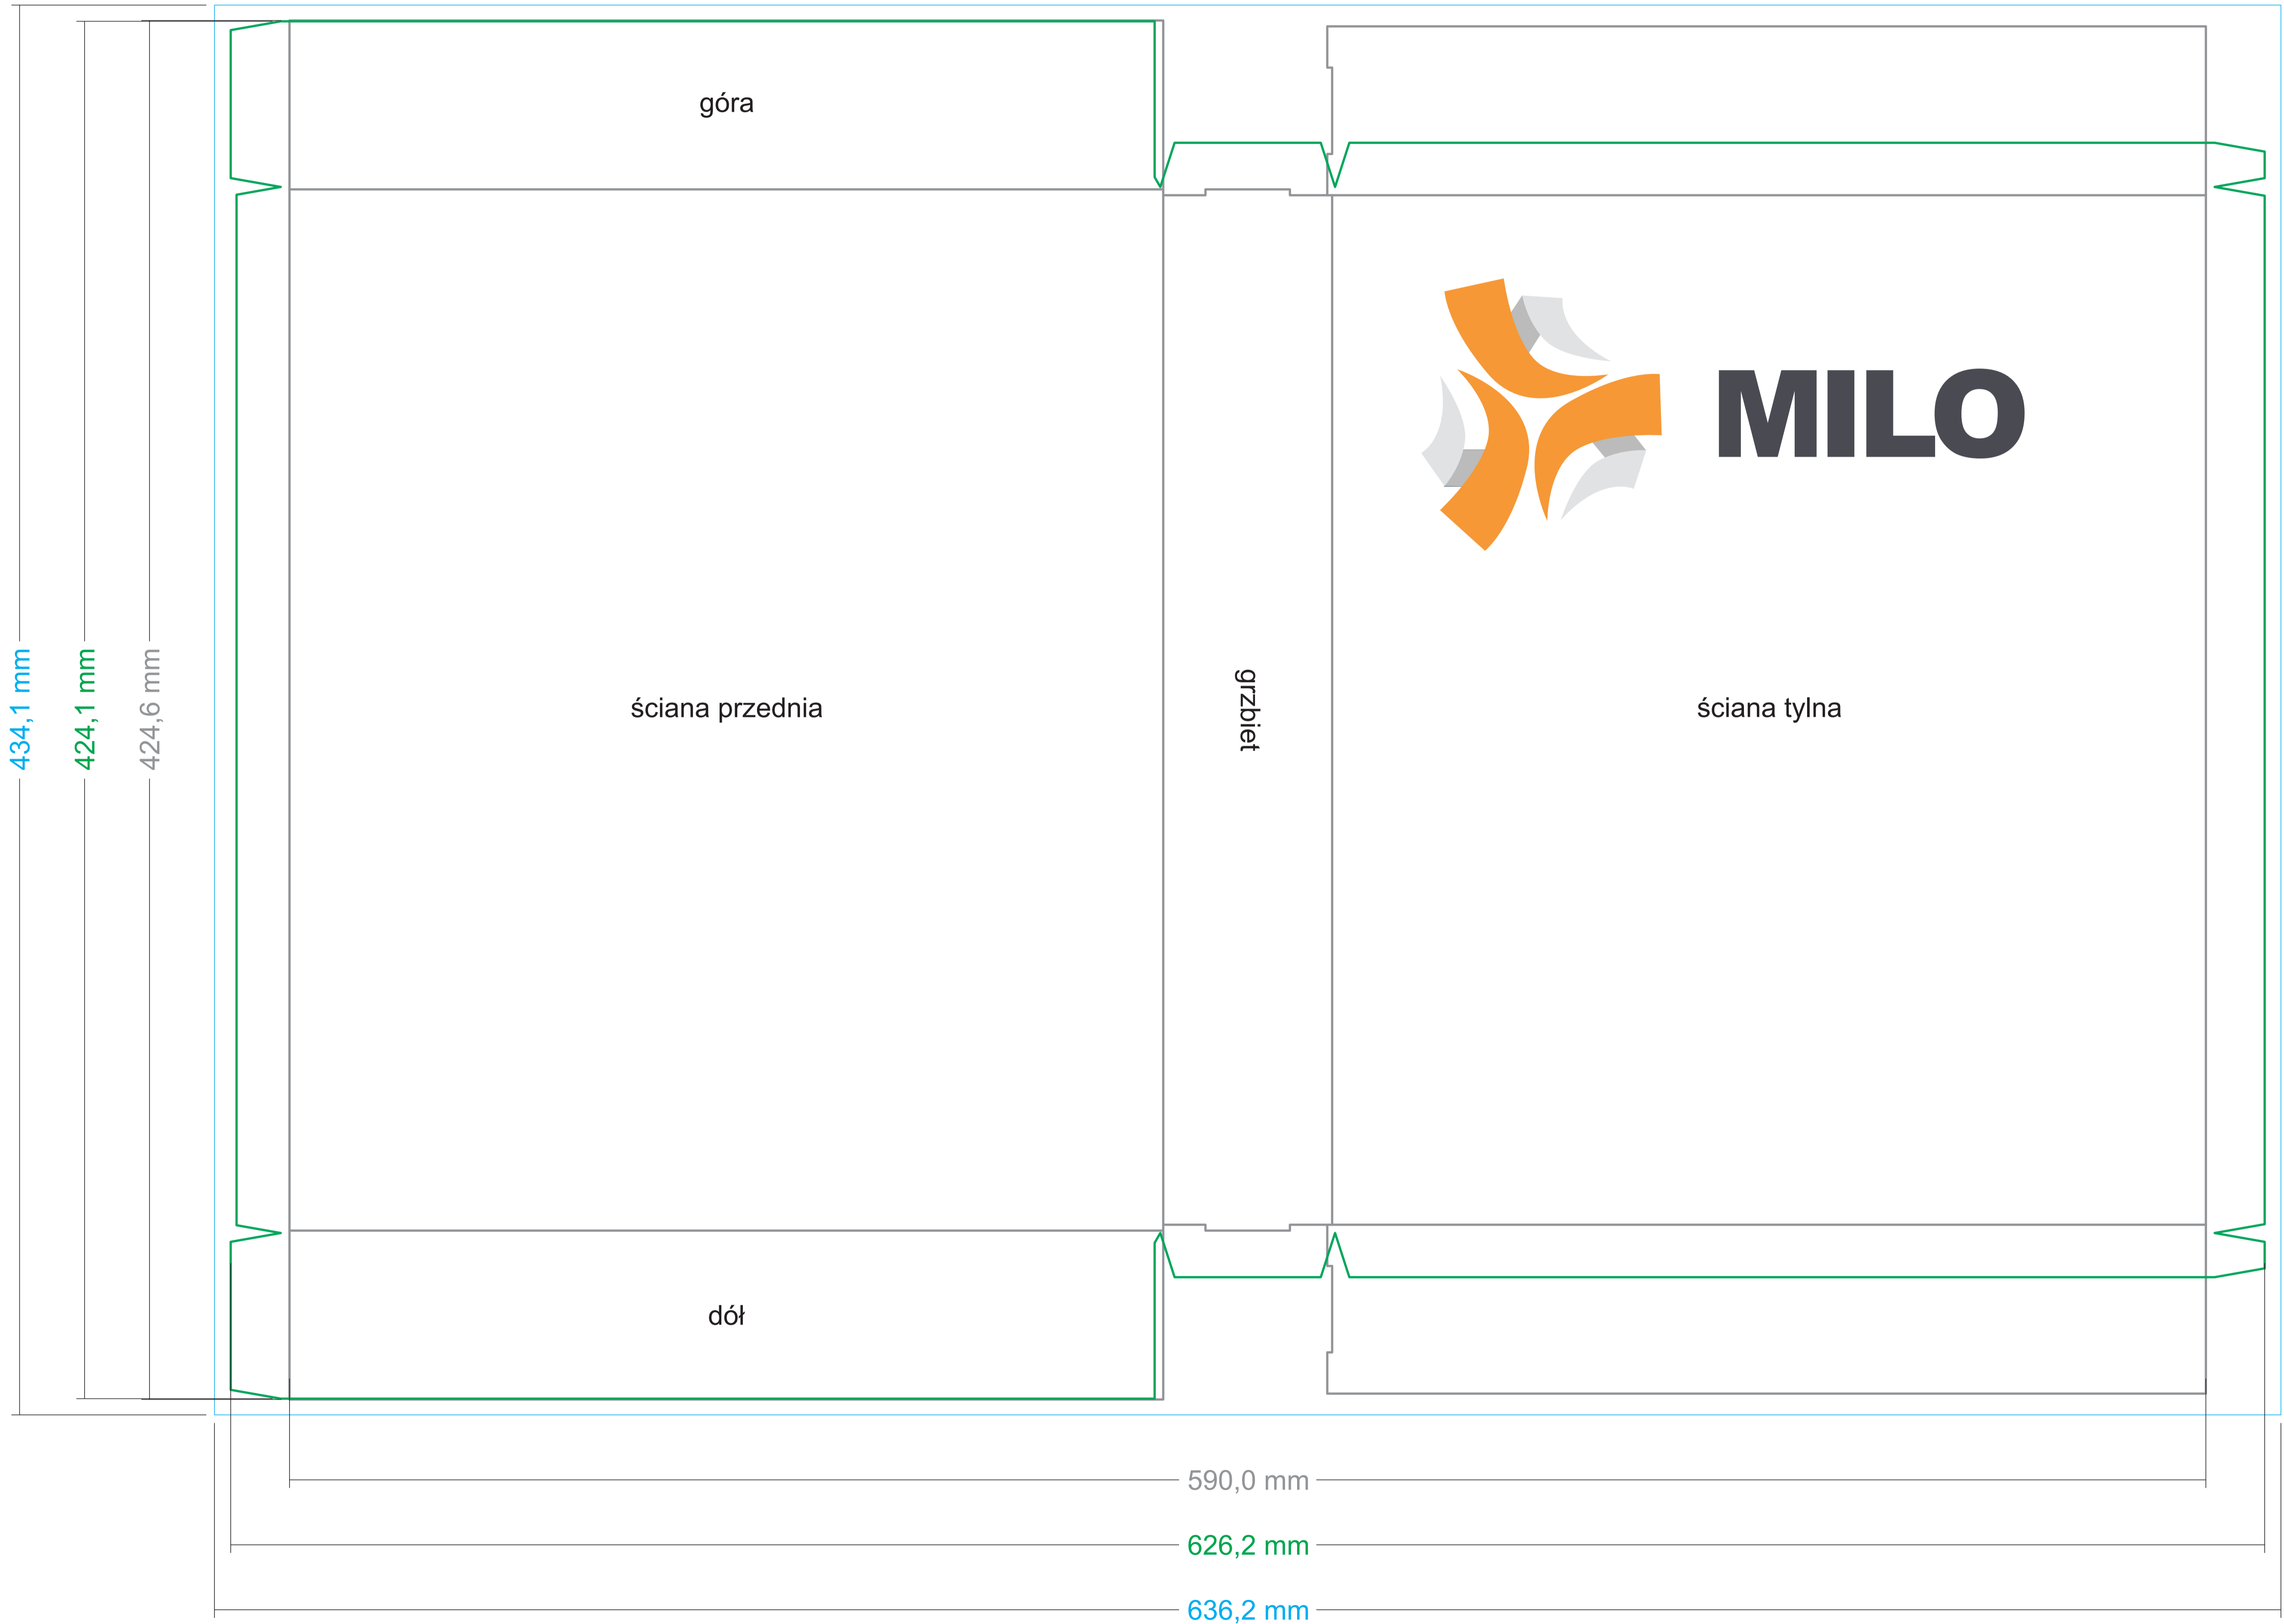 góra
MILO
ściana przednia
grzbiet
ściana tylna
434,1 mm
424,1 mm
424,6 mm
dół
590,0 mm
626,2 mm
636,2 mm